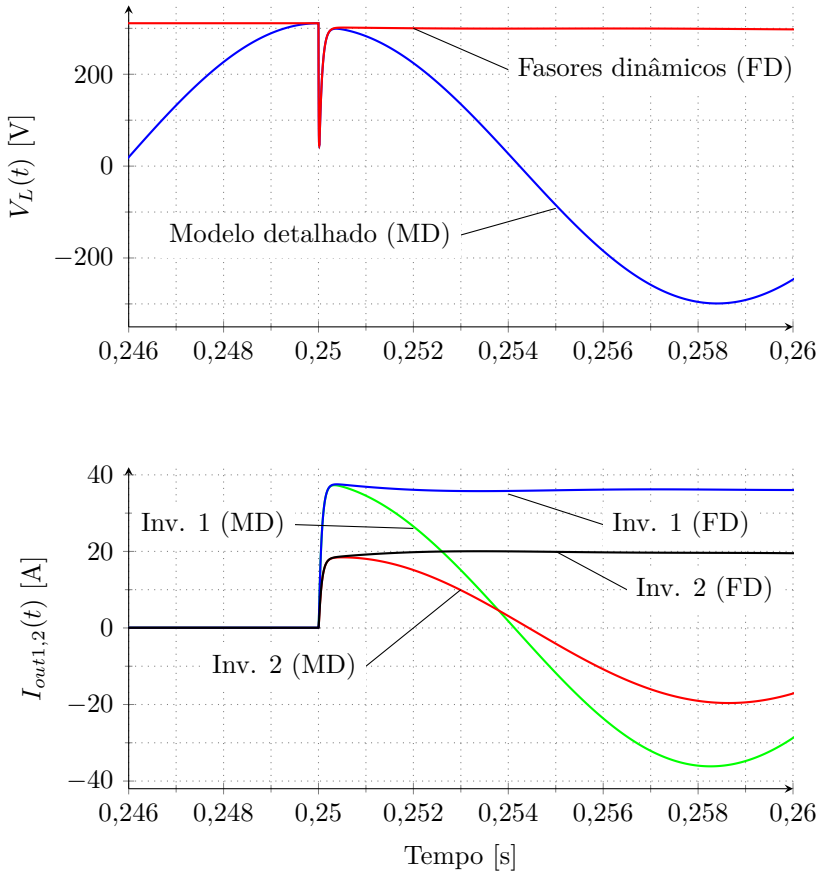 200
0
−200
V_L(t) [V]
Fasores dinâmicos (FD)
Modelo detalhado (MD)
0,246 0,248 0,25 0,252 0,254 0,256 0,258 0,26
40
20
0
−20
−40
I_{out1,2}(t) [A]
Inv. 1 (MD)
Inv. 1 (FD)
Inv. 2 (FD)
Inv. 2 (MD)
0,246 0,248 0,25 0,252 0,254 0,256 0,258 0,26
Tempo [s]